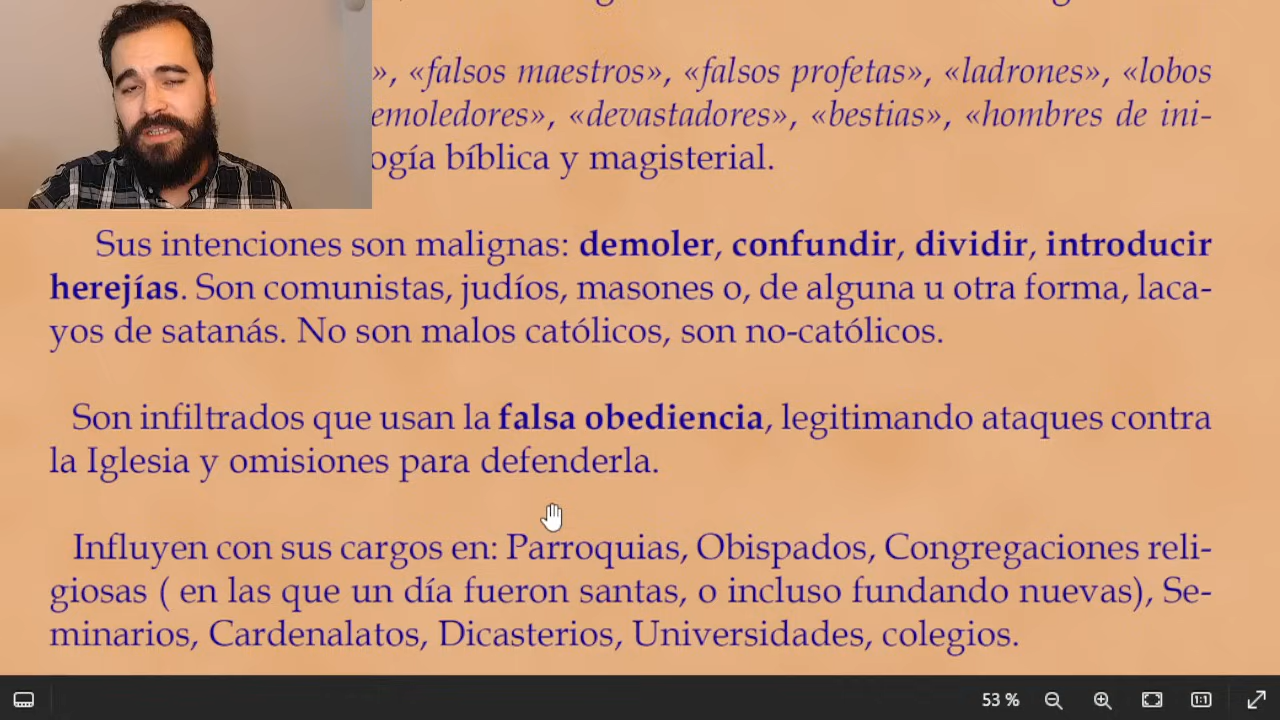 », «falsos maestros», «falsos profetas», «ladrones», «lobos
emoledores», «devastadores», «bestias», «hombres de ini-
ogía bíblica y magisterial.
Sus intenciones son malignas: demoler, confundir, dividir, introducir
herejías. Son comunistas, judíos, masones o, de alguna u otra forma, laca-
yos de satanás. No son malos católicos, son no-católicos.
Son infiltrados que usan la falsa obediencia, legitimando ataques contra
la Iglesia y omisiones para defenderla.
Influyen con sus cargos en: Parroquias, Obispados, Congregaciones reli-
giosas ( en las que un día fueron santas, o incluso fundando nuevas), Se-
minarios, Cardenalatos, Dicasterios, Universidades, colegios.
53 %
1:1